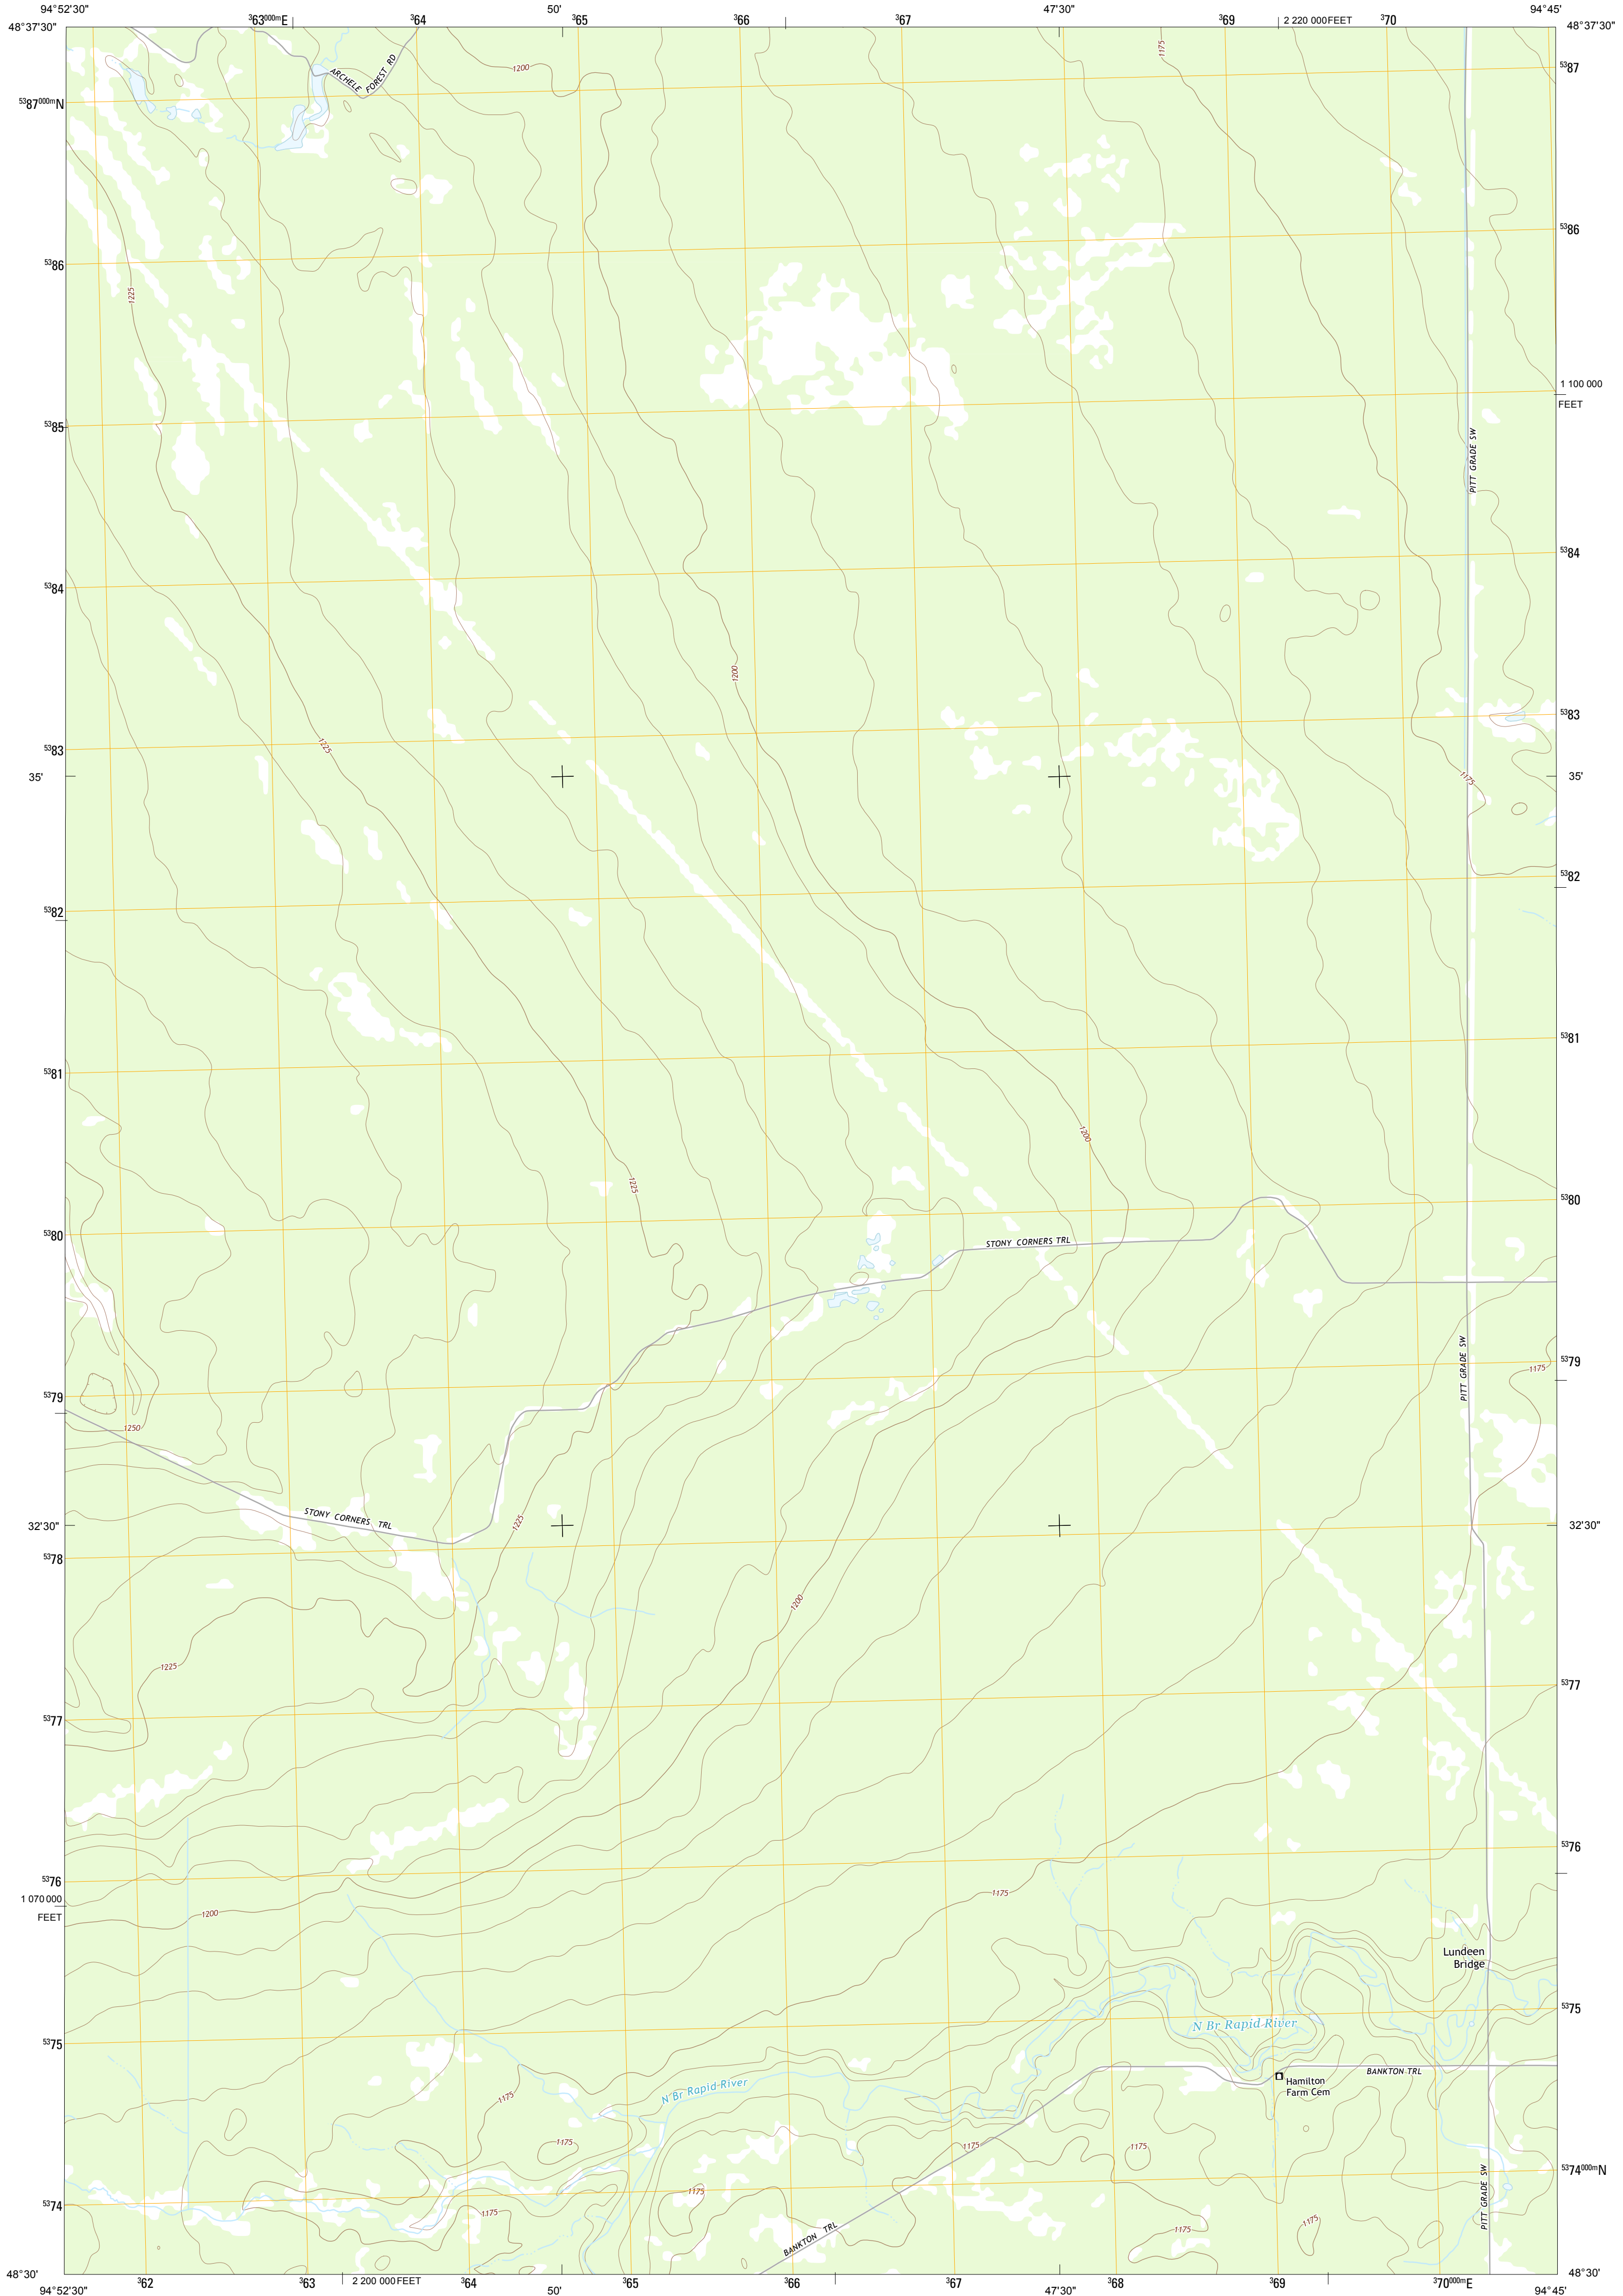 94°52'30" 50' 47'30" 94°45'
³63⁰⁰⁰ᵐE ³64 ³65 ³66 ³67 ³69 2 220 000 FEET ³70
48°37'30" 48°37'30"
⁵³87
ARCHELE FOREST RD
1200
1175
⁵³87⁰⁰⁰ᵐN
⁵³86
⁵³86
1225
1 100 000
FEET
⁵³85
PITT GRADE SW
⁵³84
⁵³84
1200
⁵³83
1225
⁵³83
35' 35'
1175
⁵³82
⁵³82
⁵³81
⁵³81
1200
1225
⁵³80
⁵³80
STONY CORNERS TRL
PITT GRADE SW
⁵³79
1175
⁵³79
1250
STONY CORNERS TRL
1225
32'30" 32'30"
⁵³78
1200
1225
⁵³77
⁵³77
⁵³76
⁵³76
1175
1 070 000
FEET
1200
Lundeen
Bridge
⁵³75
N Br Rapid River
⁵³75
BANKTON TRL
Hamilton
Farm Cem
N Br Rapid River
1175
1175
1175
1175
⁵³74⁰⁰⁰ᵐN
PITT GRADE SW
1175
⁵³74
1175
1175
1175
BANKTON TRL
48°30' 48°30'
³62 ³63 2 200 000 FEET ³64 ³65 ³66 ³67 ³68 ³69 ³70⁰⁰⁰ᵐE
94°52'30" 50' 47'30" 94°45'